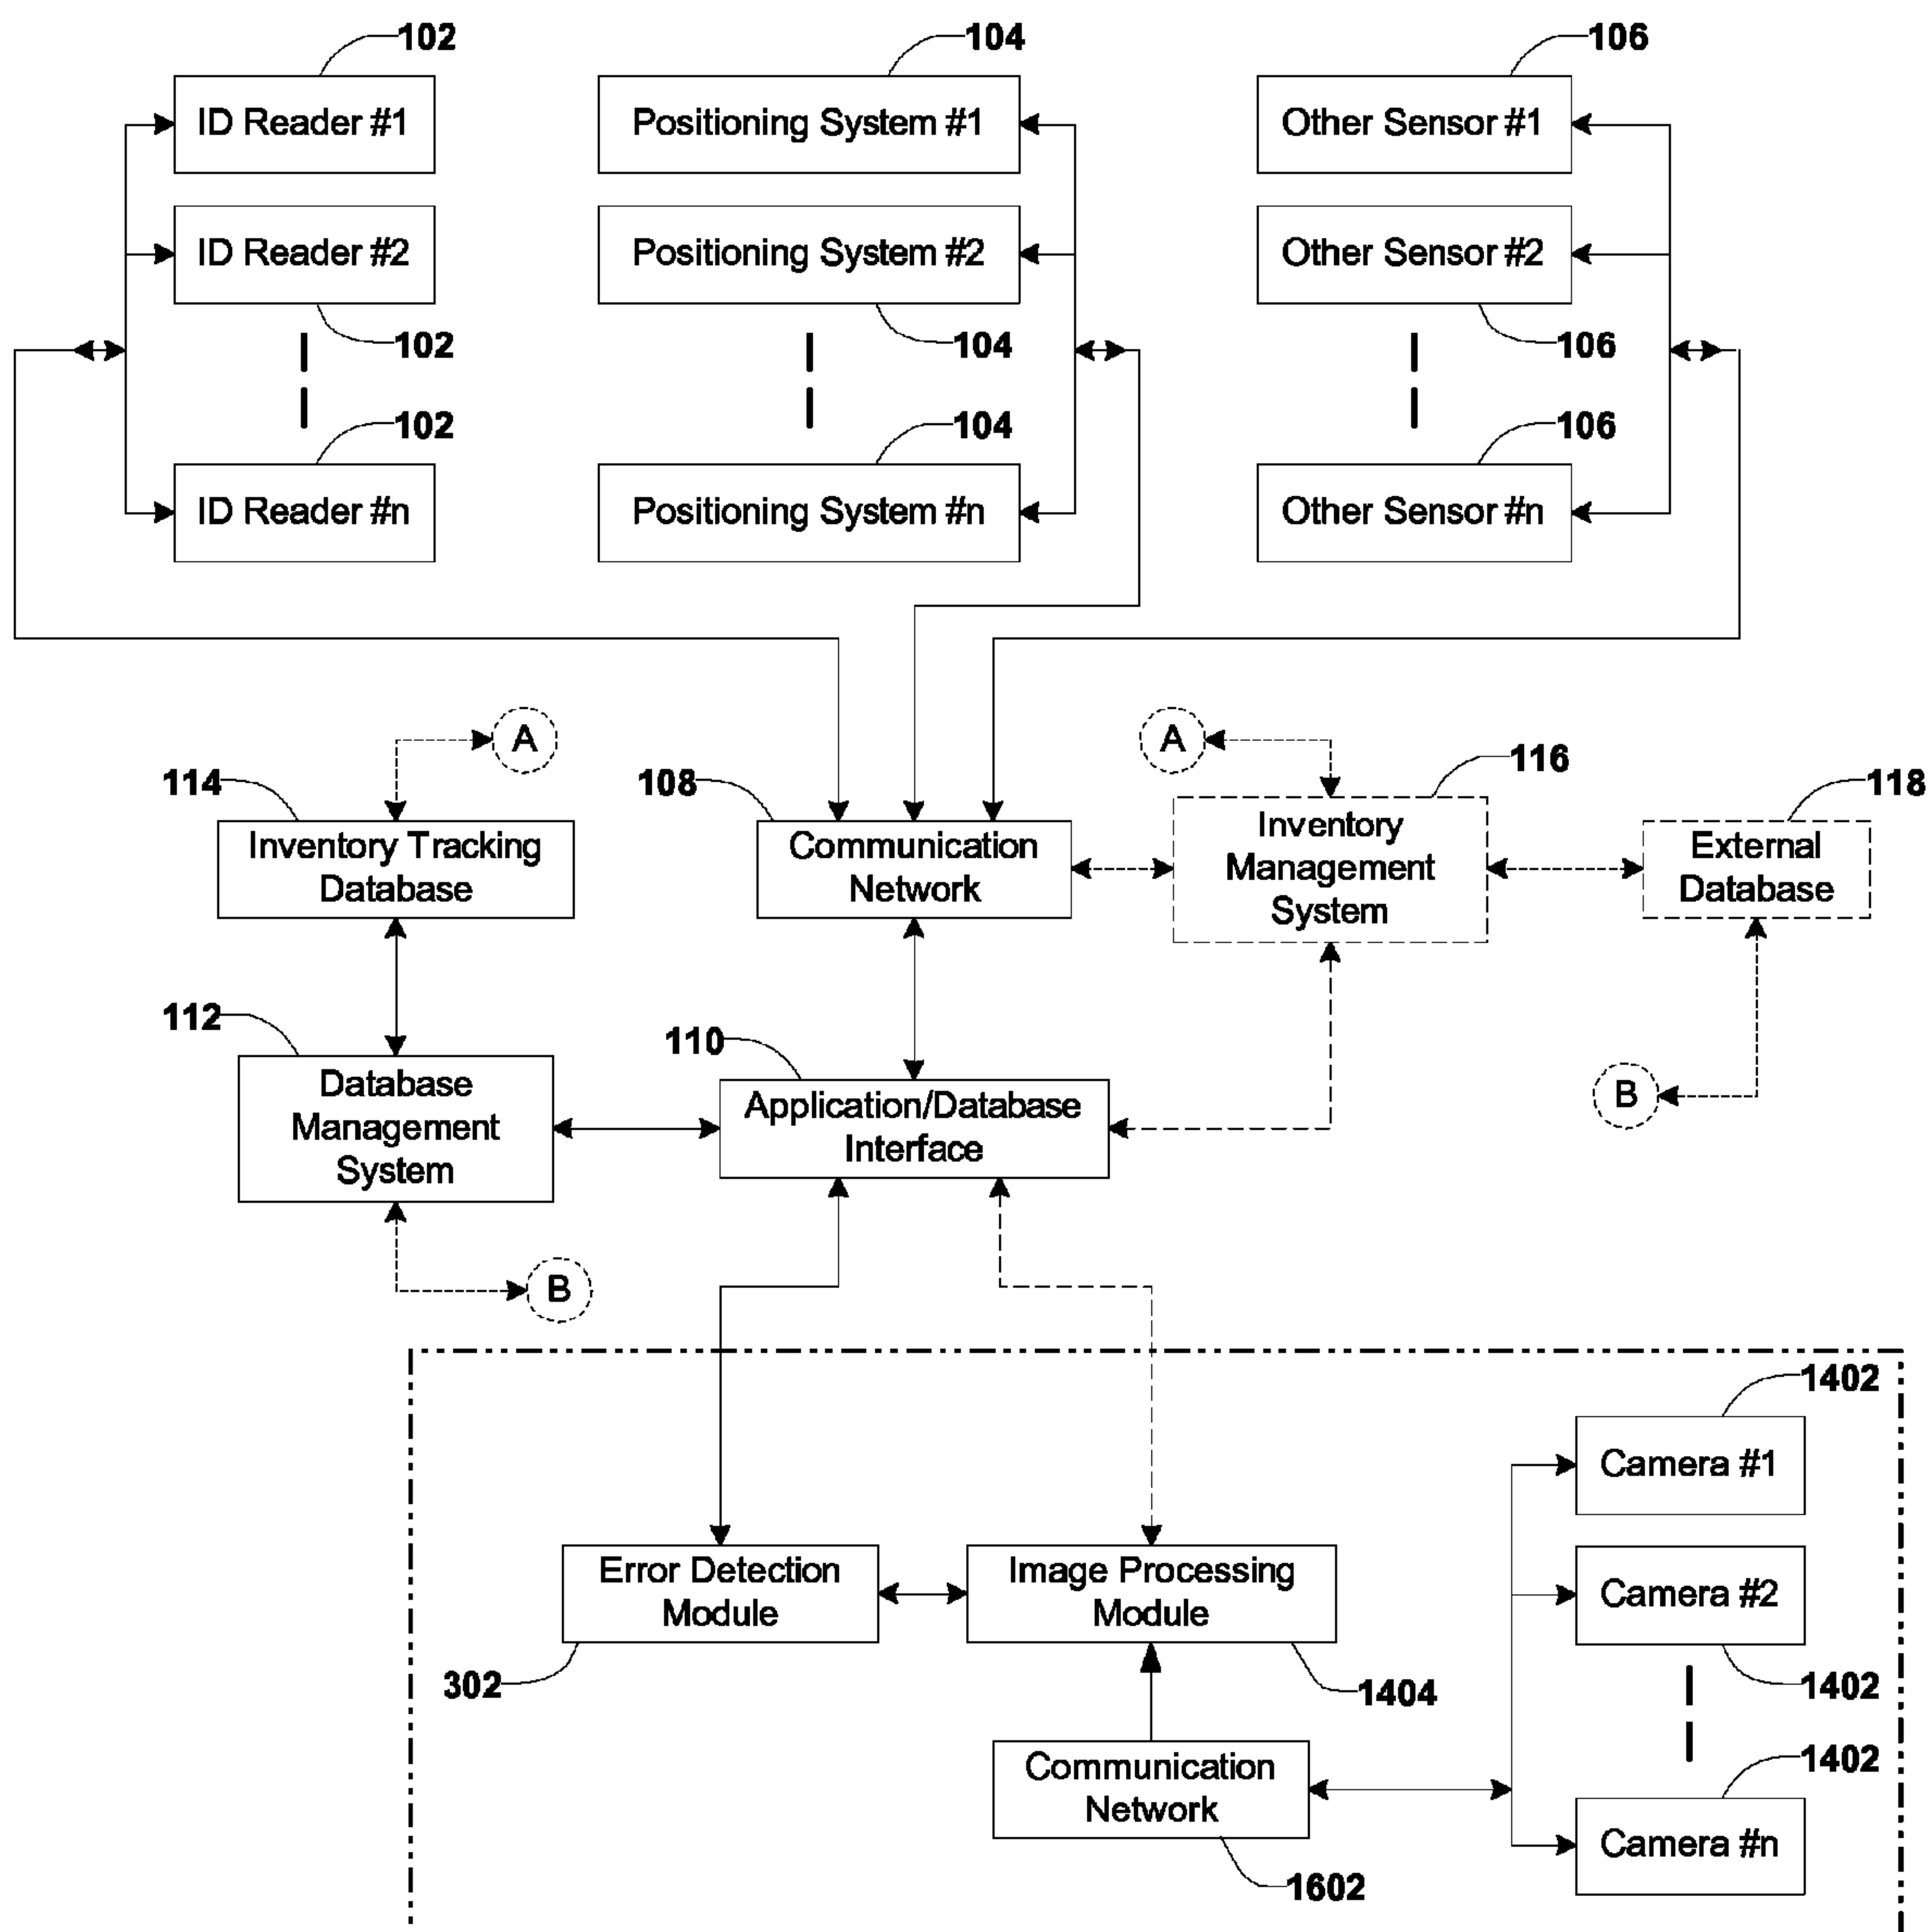 102
104
106
ID Reader #1
Positioning System #1
Other Sensor #1
ID Reader #2
Positioning System #2
Other Sensor #2
102
104
106
102
104
106
ID Reader #n
Positioning System #n
Other Sensor #n
A
A
114
108
116
118
Inventory Tracking
Database
Communication
Network
Inventory
Management
System
External
Database
112
110
Database
Management
System
Application/Database
Interface
B
B
1402
Camera #1
Error Detection
Module
Image Processing
Module
Camera #2
302
1404
1402
Communication
Network
1402
Camera #n
1602